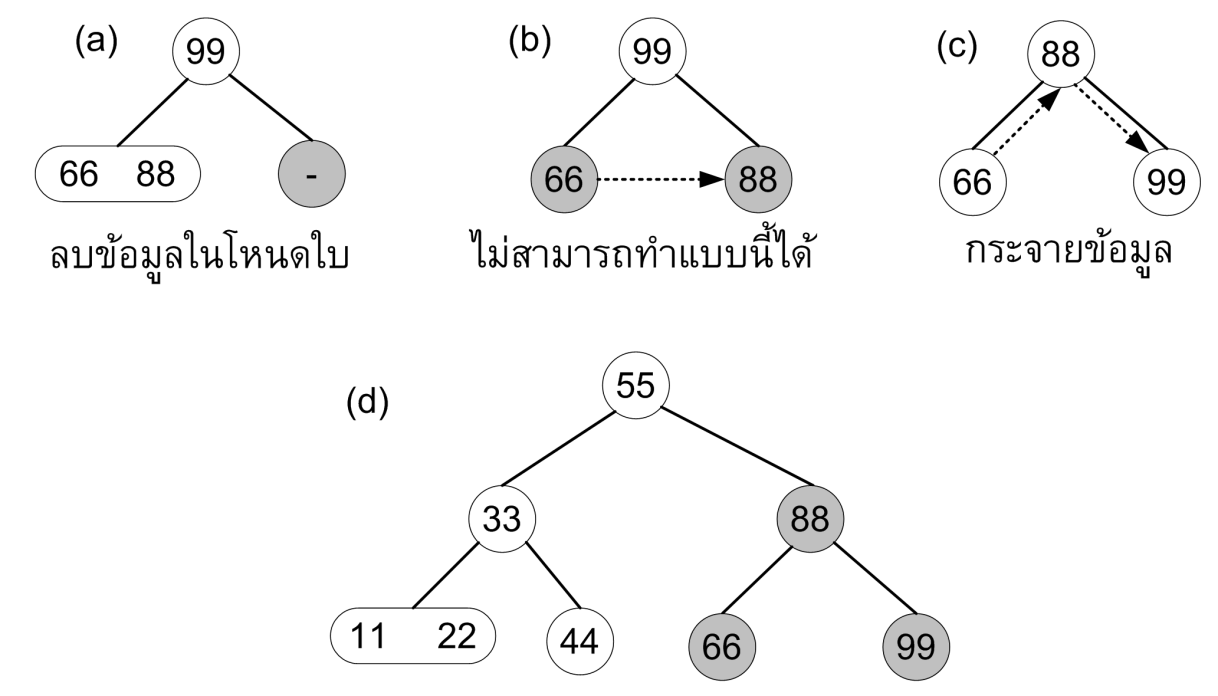 (a) 99 (b) 99 (c) 88
66 88 - 66 88 66 99
ลบข้อมูลในโหนดใบ ไม่สามารถทำแบบนี้ได้ กระจายข้อมูล
(d) 55
33 88
11 22 44 66 99